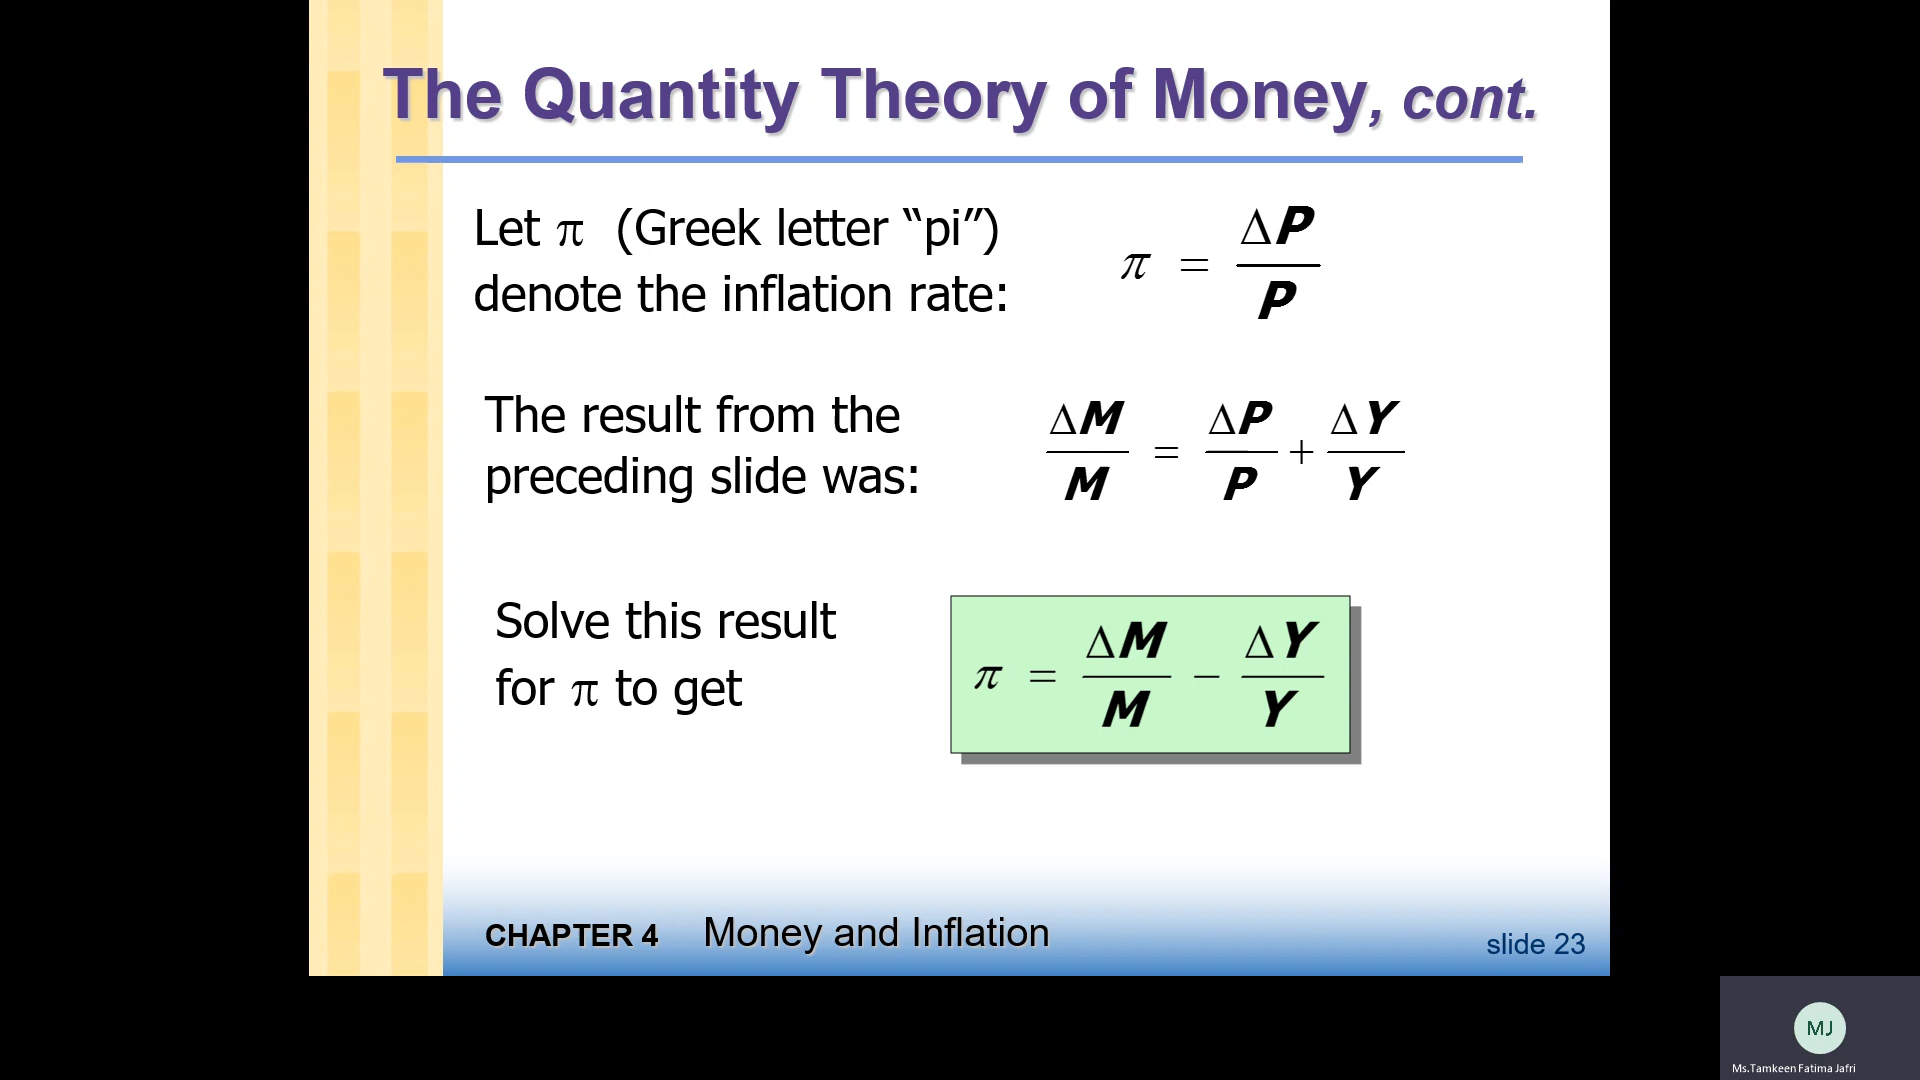 The Quantity Theory of Money, cont.
Let π (Greek letter “pi”)
denote the inflation rate:
π = ΔP / P
The result from the
preceding slide was:
ΔM / M = ΔP / P + ΔY / Y
Solve this result
for π to get
π = ΔM / M − ΔY / Y
CHAPTER 4 Money and Inflation
slide 23
MJ
Ms.Tamkeen Fatima Jafri